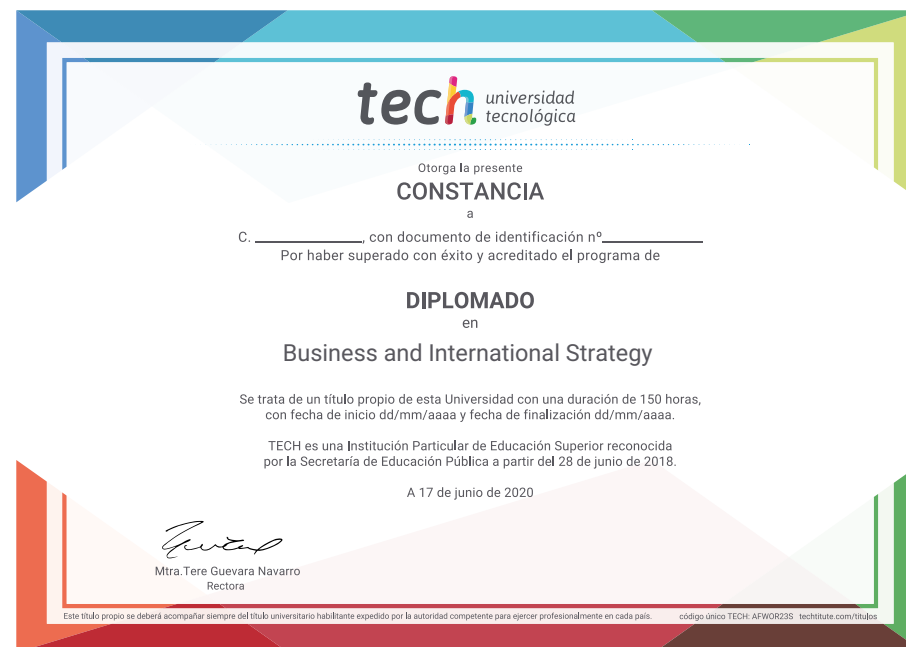 tech universidad
tecnológica
Otorga la presente
CONSTANCIA
a
C. ____________, con documento de identificación nº____________
Por haber superado con éxito y acreditado el programa de
DIPLOMADO
en
Business and International Strategy
Se trata de un título propio de esta Universidad con una duración de 150 horas,
con fecha de inicio dd/mm/aaaa y fecha de finalización dd/mm/aaaa.
TECH es una Institución Particular de Educación Superior reconocida
por la Secretaría de Educación Pública a partir del 28 de junio de 2018.
A 17 de junio de 2020
Mtra.Tere Guevara Navarro
Rectora
Este título propio se deberá acompañar siempre del título universitario habilitante expedido por la autoridad competente para ejercer profesionalmente en cada país. código único TECH: AFWOR23S techtitute.com/titulos